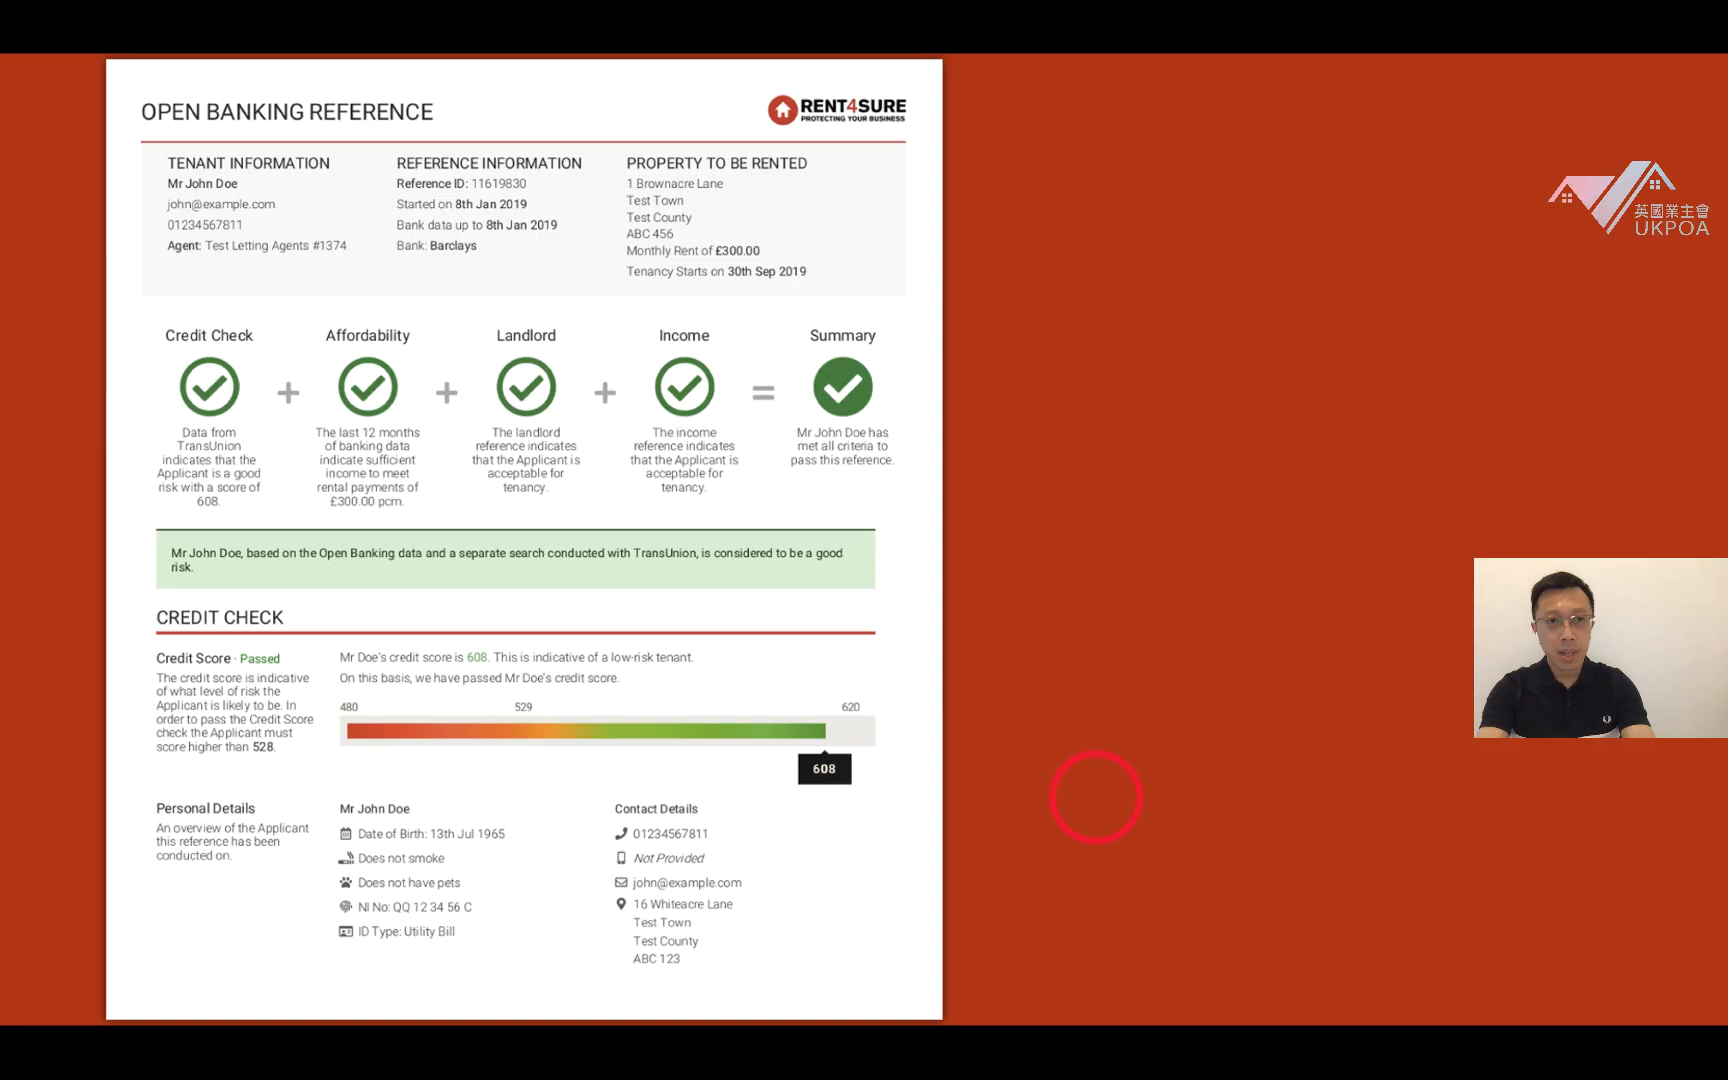 OPEN BANKING REFERENCE
RENT4SURE
PROTECTING YOUR BUSINESS
TENANT INFORMATION
Mr John Doe
john@example.com
01234567811
Agent: Test Letting Agents #1374
REFERENCE INFORMATION
Reference ID: 11619830
Started on 8th Jan 2019
Bank data up to 8th Jan 2019
Bank: Barclays
PROPERTY TO BE RENTED
1 Brownacre Lane
Test Town
Test County
ABC 456
Monthly Rent of £300.00
Tenancy Starts on 30th Sep 2019
英國業主會
UKPOA
Credit Check
Data from
TransUnion
indicates that the
Applicant is a good
risk with a score of
608.
+
Affordability
The last 12 months
of banking data
indicate sufficient
income to meet
rental payments of
£300.00 pcm.
+
Landlord
The landlord
reference indicates
that the Applicant is
acceptable for
tenancy.
+
Income
The income
reference indicates
that the Applicant is
acceptable for
tenancy.
=
Summary
Mr John Doe has
met all criteria to
pass this reference.
Mr John Doe, based on the Open Banking data and a separate search conducted with TransUnion, is considered to be a good
risk.
CREDIT CHECK
Credit Score · Passed
The credit score is indicative
of what level of risk the
Applicant is likely to be. In
order to pass the Credit Score
check the Applicant must
score higher than 528.
Mr Doe's credit score is 608. This is indicative of a low-risk tenant.
On this basis, we have passed Mr Doe's credit score.
480 529 620
608
Personal Details
An overview of the Applicant
this reference has been
conducted on.
Mr John Doe
Date of Birth: 13th Jul 1965
Does not smoke
Does not have pets
NI No: QQ 12 34 56 C
ID Type: Utility Bill
Contact Details
01234567811
Not Provided
john@example.com
16 Whiteacre Lane
Test Town
Test County
ABC 123